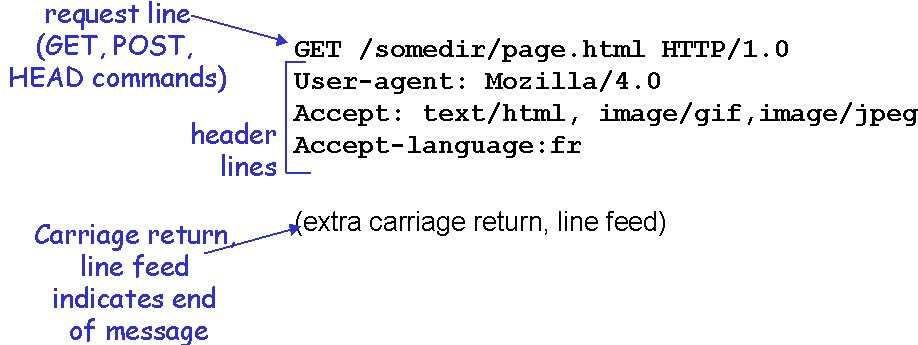 request line
(GET, POST,
HEAD commands)
GET /somedir/page.html HTTP/1.0
User-agent: Mozilla/4.0
Accept: text/html, image/gif,image/jpeg
Accept-language:fr
header
lines
(extra carriage return, line feed)
Carriage return,
line feed
indicates end
of message